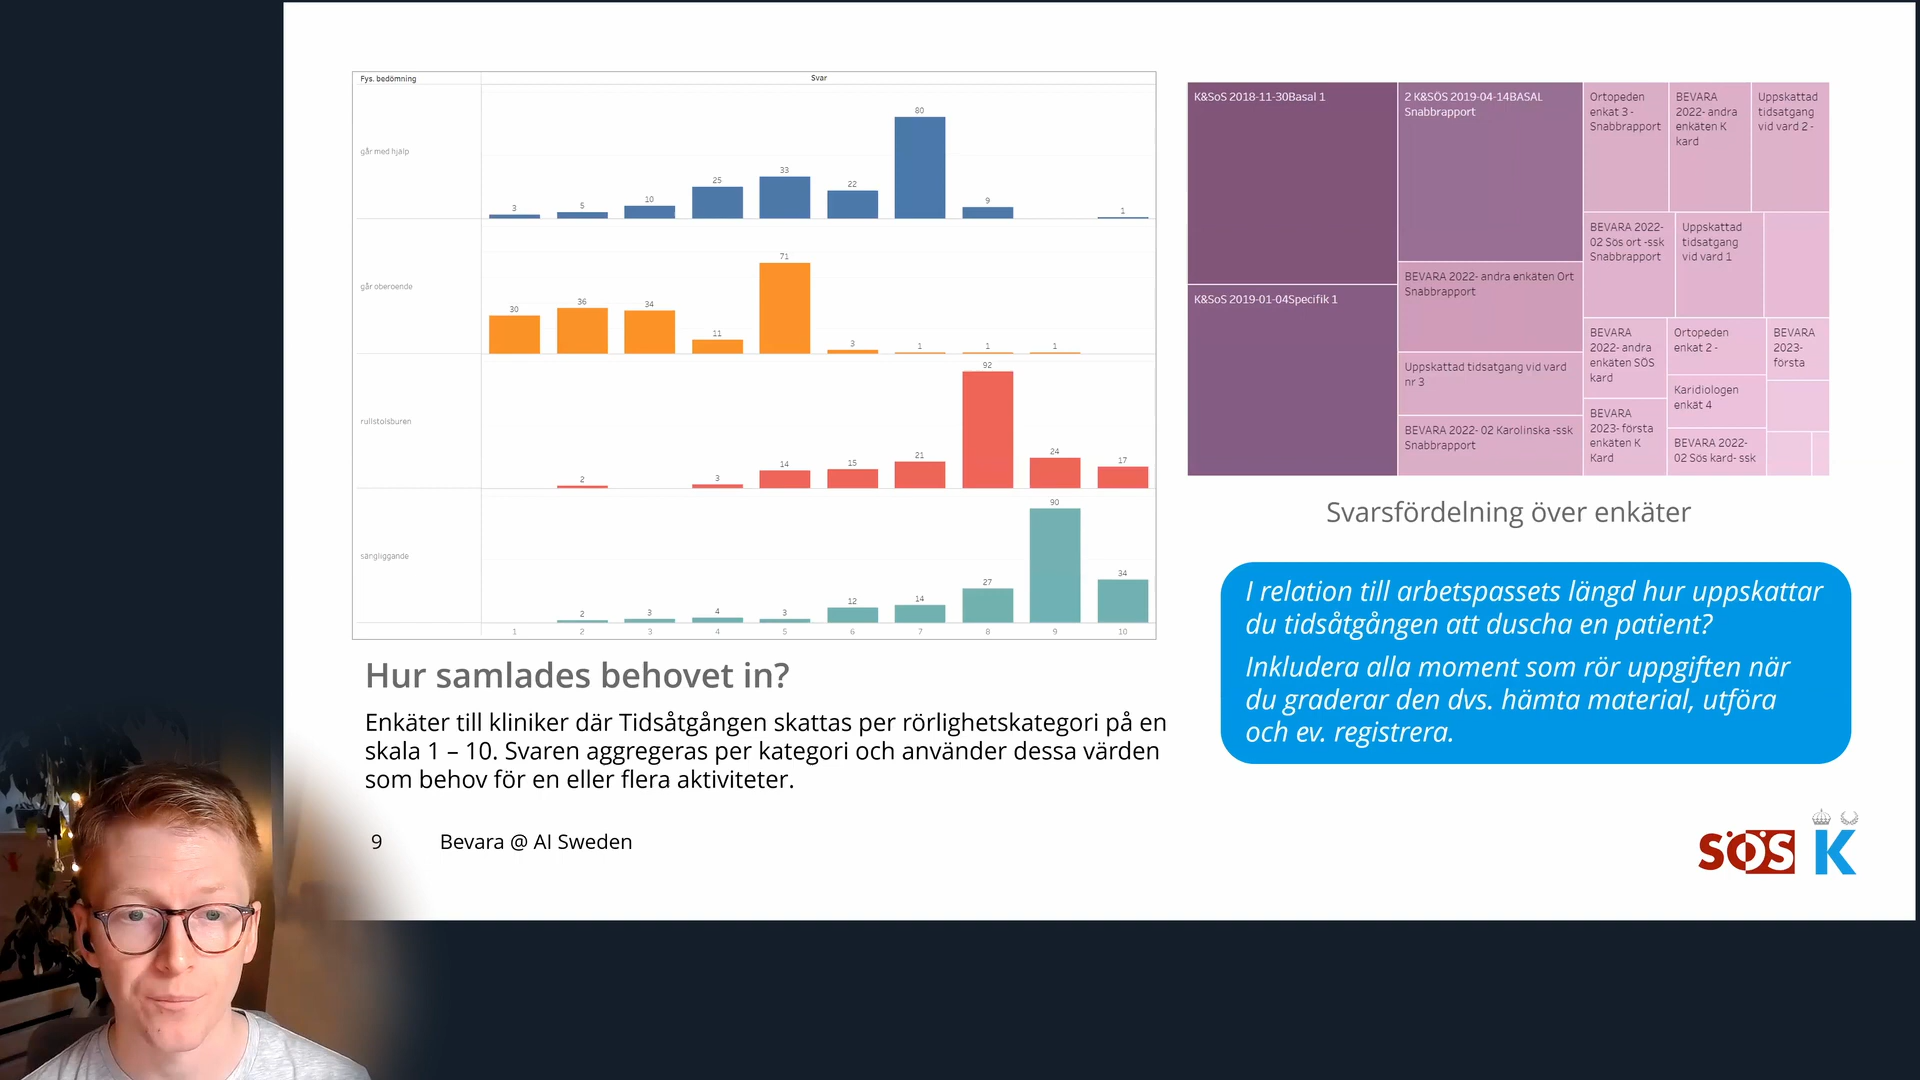 Fys. bedömning
Svar
går med hjälp
3
5
10
25
33
22
80
9
1
går oberoende
30
36
34
11
71
3
1
1
1
rullstolsburen
2
3
14
15
21
92
24
17
sängliggande
2
3
4
3
12
14
27
90
34
1
2
3
4
5
6
7
8
9
10
K&SoS 2018-11-30Basal 1
K&SoS 2019-01-04Specifik 1
2 K&SÖS 2019-04-14BASAL
Snabbrapport
BEVARA 2022- andra enkäten Ort
Snabbrapport
Uppskattad tidsatgang vid vard
nr 3
BEVARA 2022- 02 Karolinska -ssk
Snabbrapport
Ortopeden
enkat 3 -
Snabbrapport
BEVARA
2022- andra
enkäten K
kard
Uppskattad
tidsatgang
vid vard 2 -
BEVARA 2022-
02 Sös ort -ssk
Snabbrapport
Uppskattad
tidsatgang
vid vard 1
BEVARA
2022- andra
enkäten SÖS
kard
Ortopeden
enkat 2 -
BEVARA
2023-
första
Karidiologen
enkät 4
BEVARA
2023- första
enkäten K
Kard
BEVARA 2022-
02 Sös kard- ssk
Svarsfördelning över enkäter
I relation till arbetspassets längd hur uppskattar
du tidsåtgången att duscha en patient?
Inkludera alla moment som rör uppgiften när
du graderar den dvs. hämta material, utföra
och ev. registrera.
Hur samlades behovet in?
Enkäter till kliniker där Tidsåtgången skattas per rörlighetskategori på en
skala 1 – 10. Svaren aggregeras per kategori och använder dessa värden
som behov för en eller flera aktiviteter.
9
Bevara @ AI Sweden
SÖS K